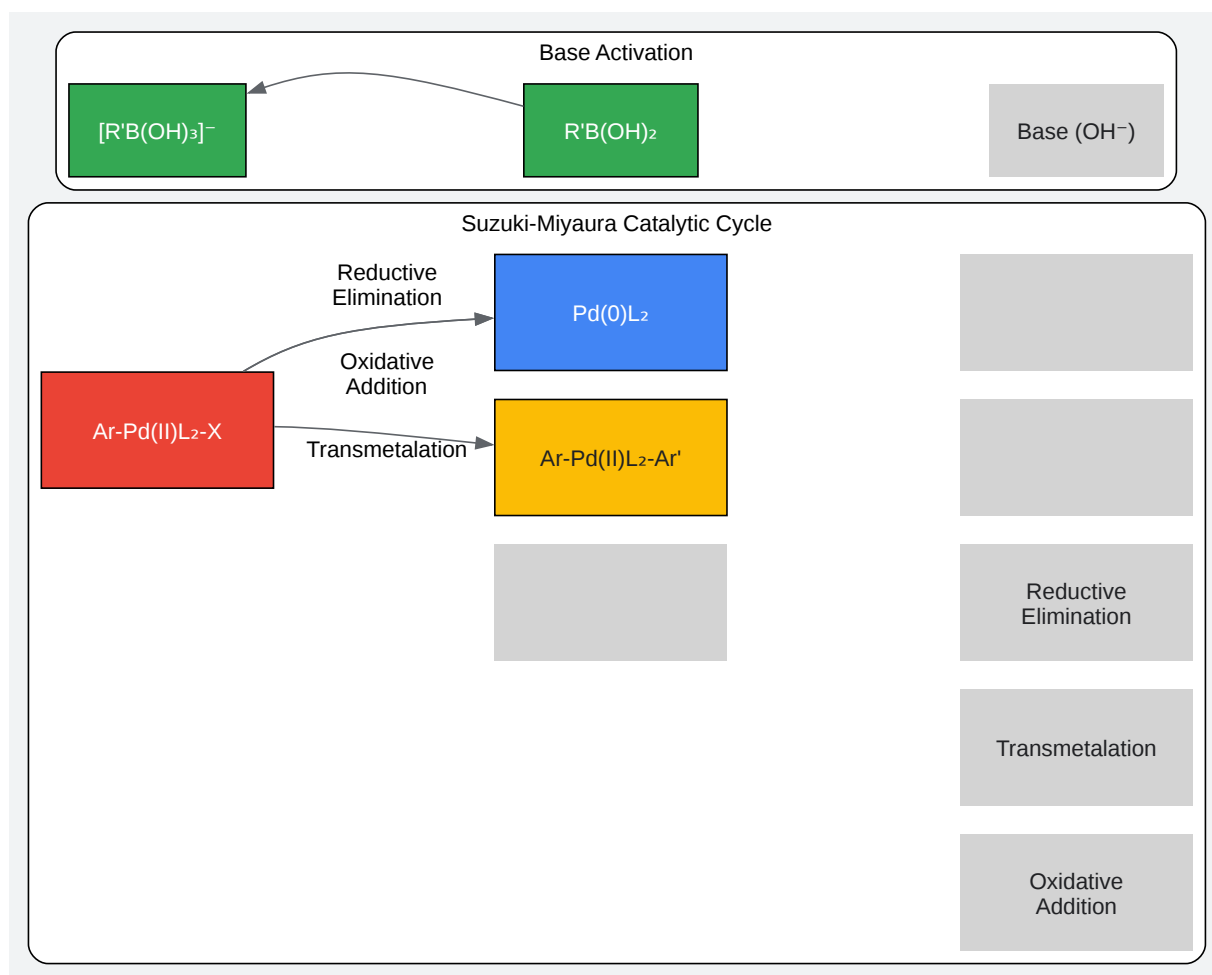 Base Activation
[R'B(OH)₃]⁻
R'B(OH)₂
Base (OH⁻)
Suzuki-Miyaura Catalytic Cycle
Reductive
Elimination
Pd(0)L₂
Oxidative
Addition
Ar-Pd(II)L₂-X
Transmetalation
Ar-Pd(II)L₂-Ar'
Reductive
Elimination
Transmetalation
Oxidative
Addition